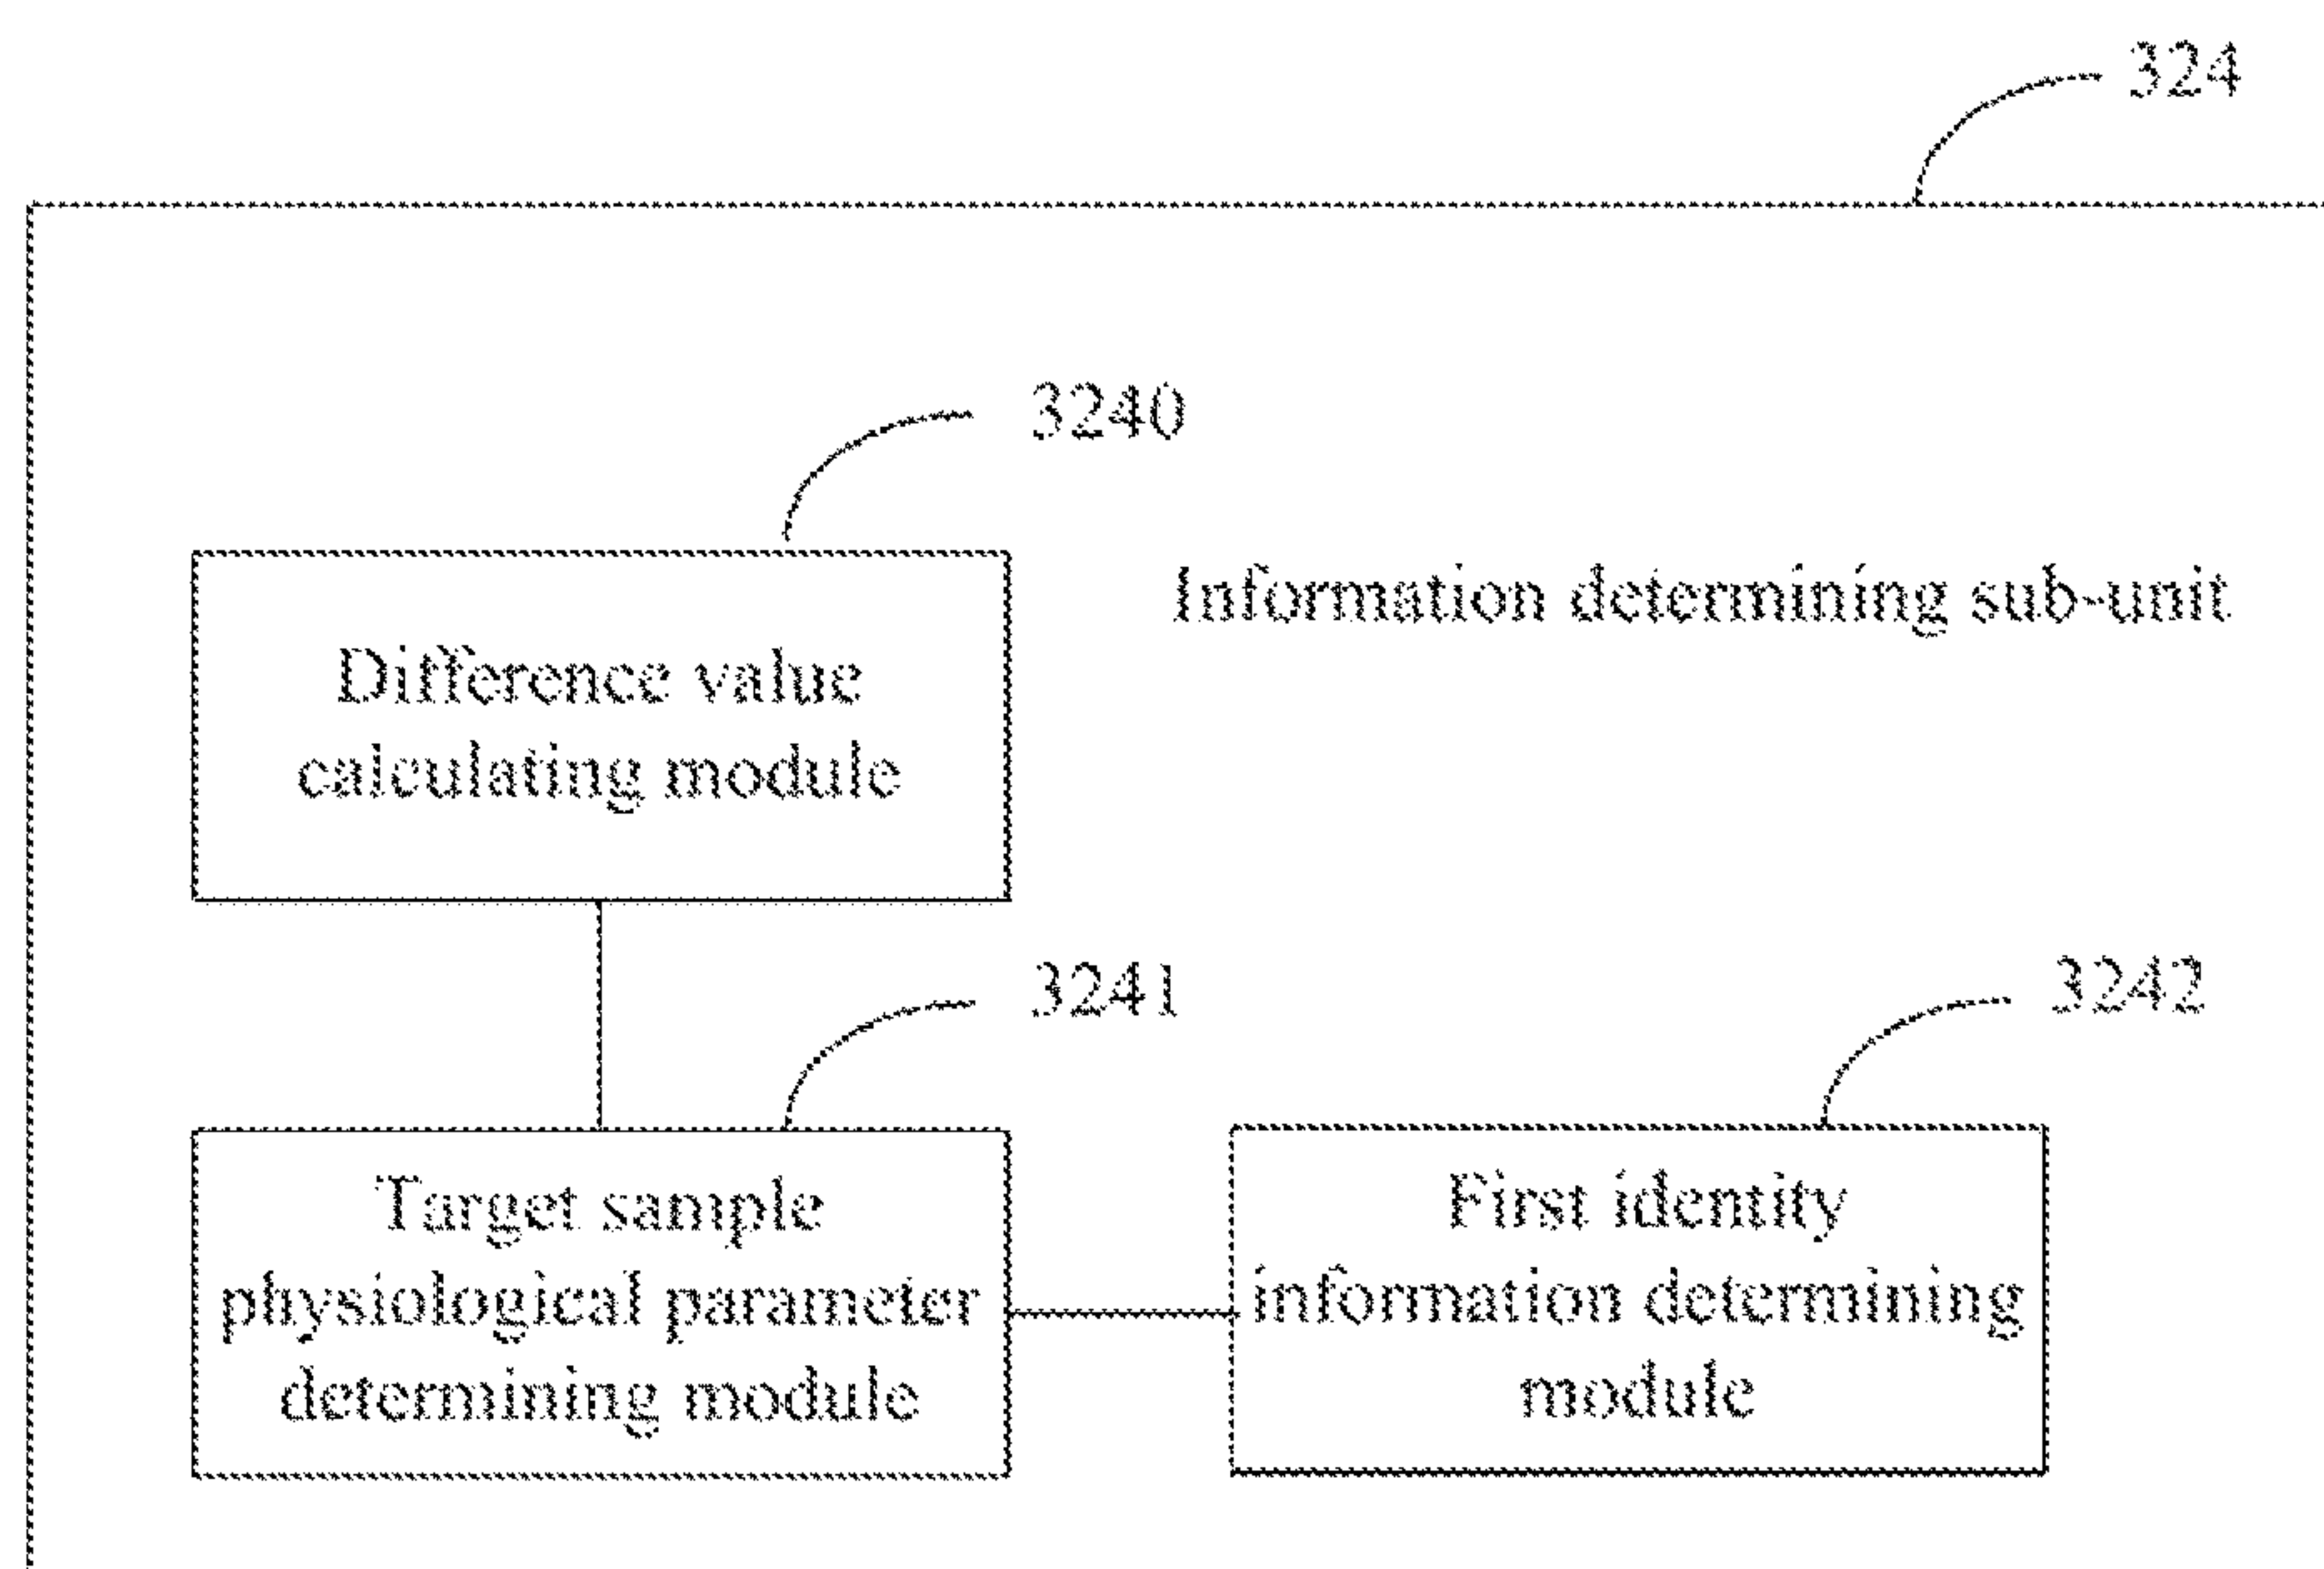 324
3240
Information determining sub-unit
Difference value
calculating module
3241
3242
Target sample
physiological parameter
determining module
First identity
information determining
module